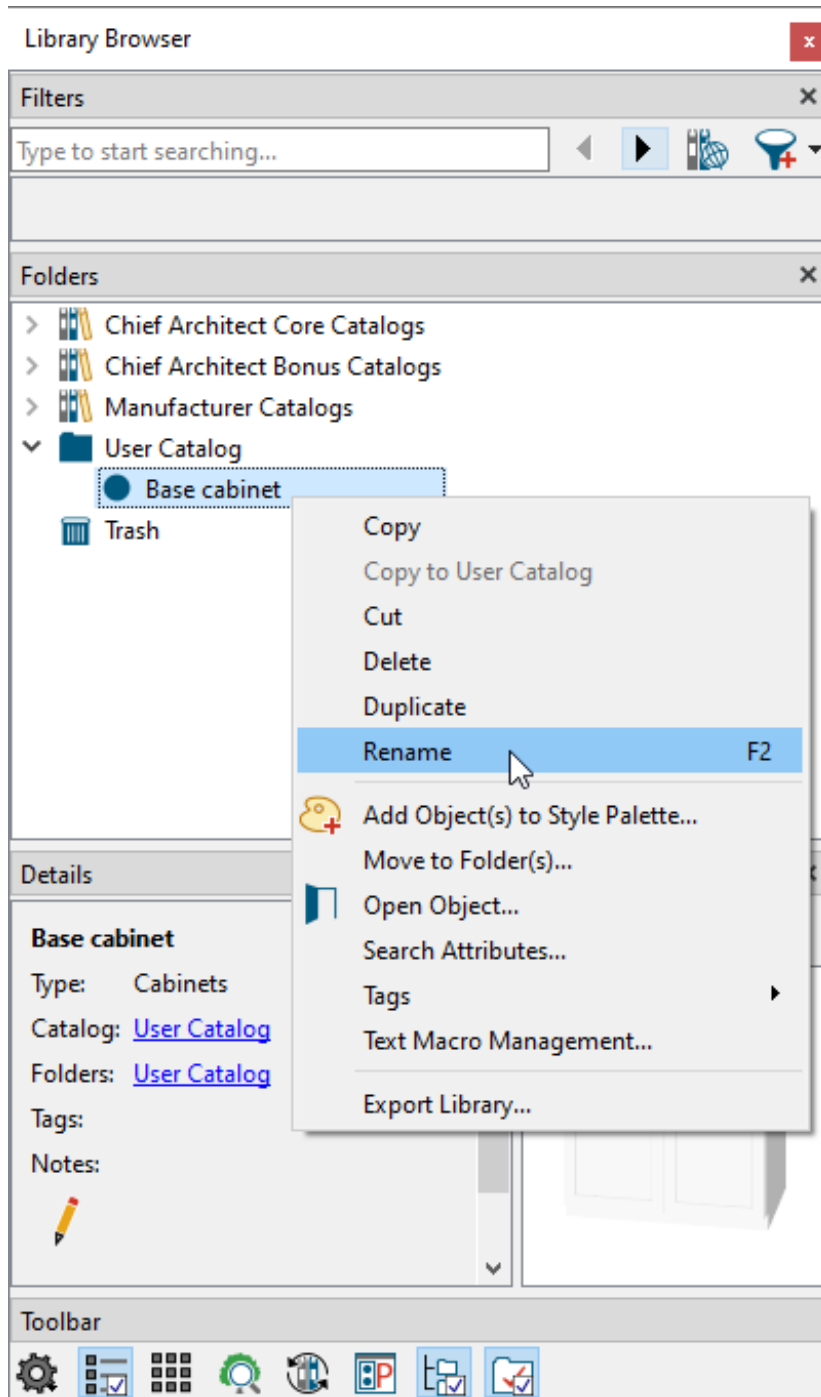 Library Browser
x
Filters
Type to start searching...
Folders
Chief Architect Core Catalogs
Chief Architect Bonus Catalogs
Manufacturer Catalogs
User Catalog
Base cabinet
Trash
Copy
Copy to User Catalog
Cut
Delete
Duplicate
Rename F2
Add Object(s) to Style Palette...
Move to Folder(s)...
Open Object...
Search Attributes...
Tags
Text Macro Management...
Export Library...
Details
Base cabinet
Type: Cabinets
Catalog: User Catalog
Folders: User Catalog
Tags:
Notes:
Toolbar
P